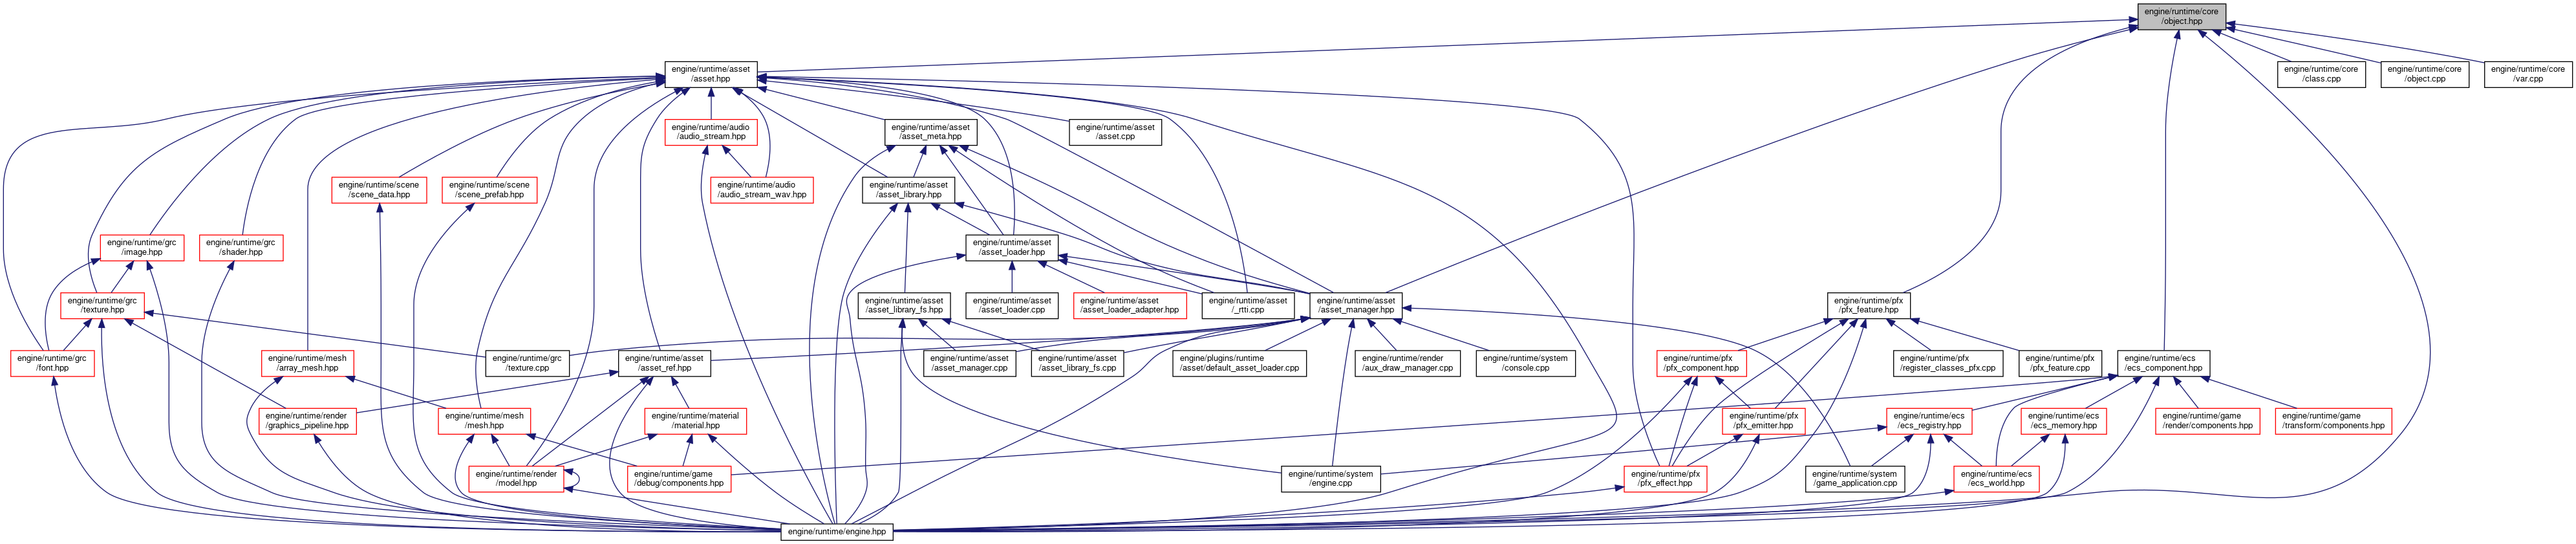 engine/runtime/core
/object.hpp
engine/runtime/asset
/asset.hpp
engine/runtime/core
/class.cpp
engine/runtime/core
/object.cpp
engine/runtime/core
/var.cpp
engine/runtime/audio
/audio_stream.hpp
engine/runtime/asset
/asset_meta.hpp
engine/runtime/asset
/asset.cpp
engine/runtime/scene
/scene_data.hpp
engine/runtime/scene
/scene_prefab.hpp
engine/runtime/audio
/audio_stream_wav.hpp
engine/runtime/asset
/asset_library.hpp
engine/runtime/grc
/image.hpp
engine/runtime/grc
/shader.hpp
engine/runtime/asset
/asset_loader.hpp
engine/runtime/grc
/texture.hpp
engine/runtime/asset
/asset_library_fs.hpp
engine/runtime/asset
/asset_loader.cpp
engine/runtime/asset
/asset_loader_adapter.hpp
engine/runtime/asset
/_rtti.cpp
engine/runtime/asset
/asset_manager.hpp
engine/runtime/pfx
/pfx_feature.hpp
engine/runtime/grc
/font.hpp
engine/runtime/mesh
/array_mesh.hpp
engine/runtime/grc
/texture.cpp
engine/runtime/asset
/asset_ref.hpp
engine/runtime/asset
/asset_manager.cpp
engine/runtime/asset
/asset_library_fs.cpp
engine/plugins/runtime
/asset/default_asset_loader.cpp
engine/runtime/render
/aux_draw_manager.cpp
engine/runtime/system
/console.cpp
engine/runtime/pfx
/pfx_component.hpp
engine/runtime/pfx
/register_classes_pfx.cpp
engine/runtime/pfx
/pfx_feature.cpp
engine/runtime/ecs
/ecs_component.hpp
engine/runtime/render
/graphics_pipeline.hpp
engine/runtime/mesh
/mesh.hpp
engine/runtime/material
/material.hpp
engine/runtime/pfx
/pfx_emitter.hpp
engine/runtime/ecs
/ecs_registry.hpp
engine/runtime/ecs
/ecs_memory.hpp
engine/runtime/game
/render/components.hpp
engine/runtime/game
/transform/components.hpp
engine/runtime/render
/model.hpp
engine/runtime/game
/debug/components.hpp
engine/runtime/system
/engine.cpp
engine/runtime/pfx
/pfx_effect.hpp
engine/runtime/system
/game_application.cpp
engine/runtime/ecs
/ecs_world.hpp
engine/runtime/engine.hpp